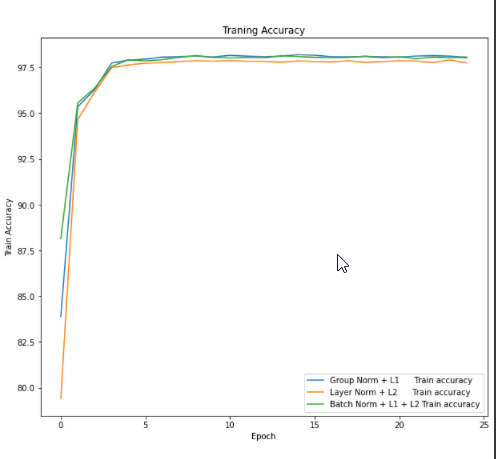 Traning Accuracy
Train Accuracy
97.5
95.0
92.5
90.0
87.5
85.0
82.5
80.0
Group Norm + L1 Train accuracy
Layer Norm + L2 Train accuracy
Batch Norm + L1 + L2 Train accuracy
0 5 10 15 20 25
Epoch